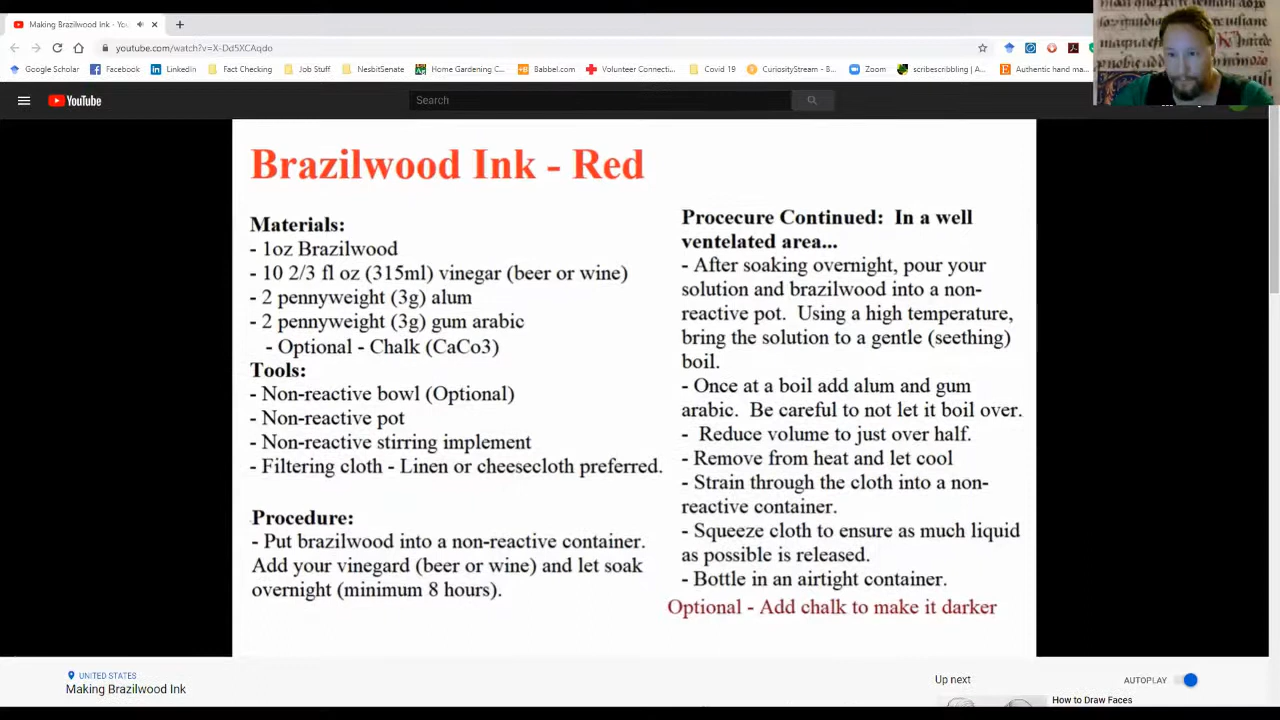 Making Brazilwood Ink - You
youtube.com/watch?v=X-Dd5XCAqdo
Google Scholar
Facebook
LinkedIn
Fact Checking
Job Stuff
NesbitSenate
Home Gardening C...
Babbel.com
Volunteer Connecti...
Covid 19
CuriosityStream - B...
Zoom
scribescribbling | A...
Authentic hand ma...
YouTube
Search
Brazilwood Ink - Red
Materials:
- 1oz Brazilwood
- 10 2/3 fl oz (315ml) vinegar (beer or wine)
- 2 pennyweight (3g) alum
- 2 pennyweight (3g) gum arabic
- Optional - Chalk (CaCo3)
Tools:
- Non-reactive bowl (Optional)
- Non-reactive pot
- Non-reactive stirring implement
- Filtering cloth - Linen or cheesecloth preferred.
Procedure:
- Put brazilwood into a non-reactive container.
Add your vinegard (beer or wine) and let soak
overnight (minimum 8 hours).
Procecure Continued: In a well
ventelated area...
- After soaking overnight, pour your
solution and brazilwood into a non-
reactive pot. Using a high temperature,
bring the solution to a gentle (seething)
boil.
- Once at a boil add alum and gum
arabic. Be careful to not let it boil over.
- Reduce volume to just over half.
- Remove from heat and let cool
- Strain through the cloth into a non-
reactive container.
- Squeeze cloth to ensure as much liquid
as possible is released.
- Bottle in an airtight container.
Optional - Add chalk to make it darker
UNITED STATES
Making Brazilwood Ink
Up next
AUTOPLAY
How to Draw Faces